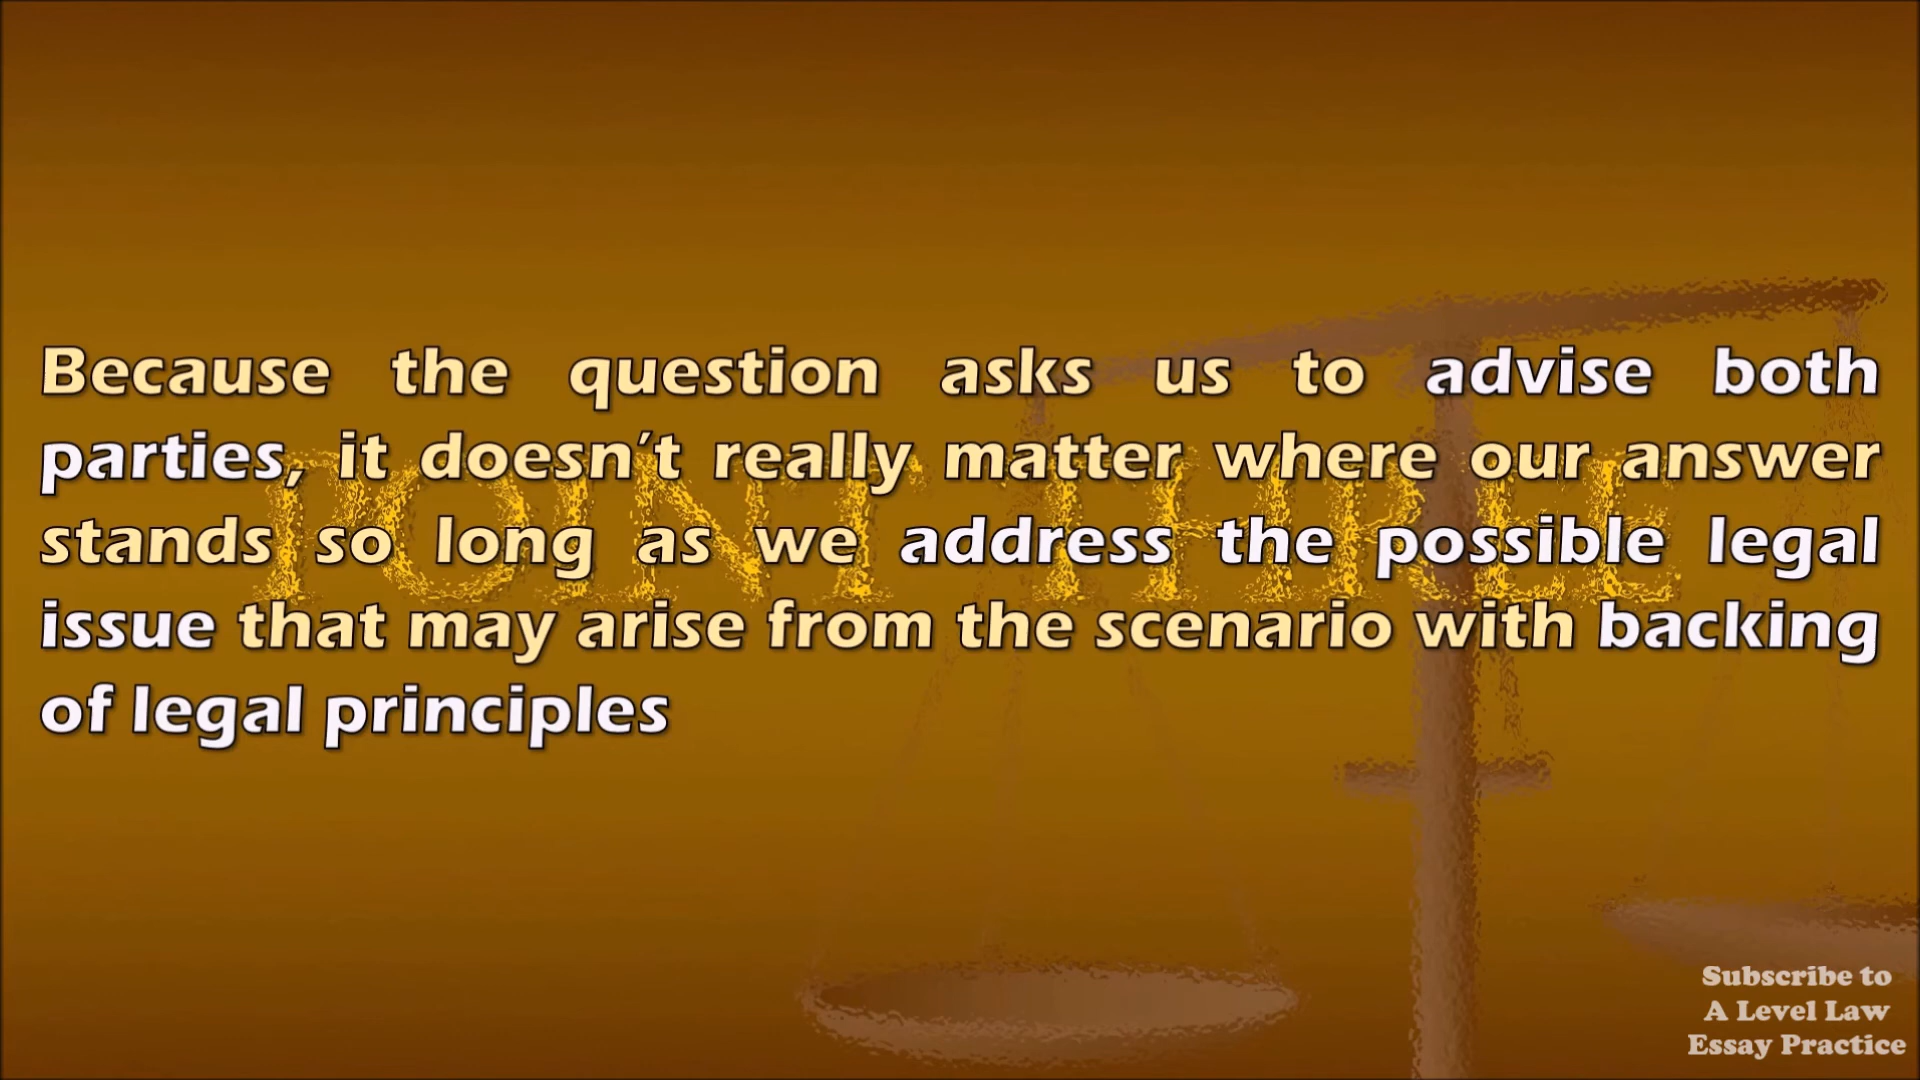 Because the question asks us to advise both
parties, it doesn't really matter where our answer
stands so long as we address the possible legal
issue that may arise from the scenario with backing
of legal principles
POINT THREE
Subscribe to
A Level Law
Essay Practice